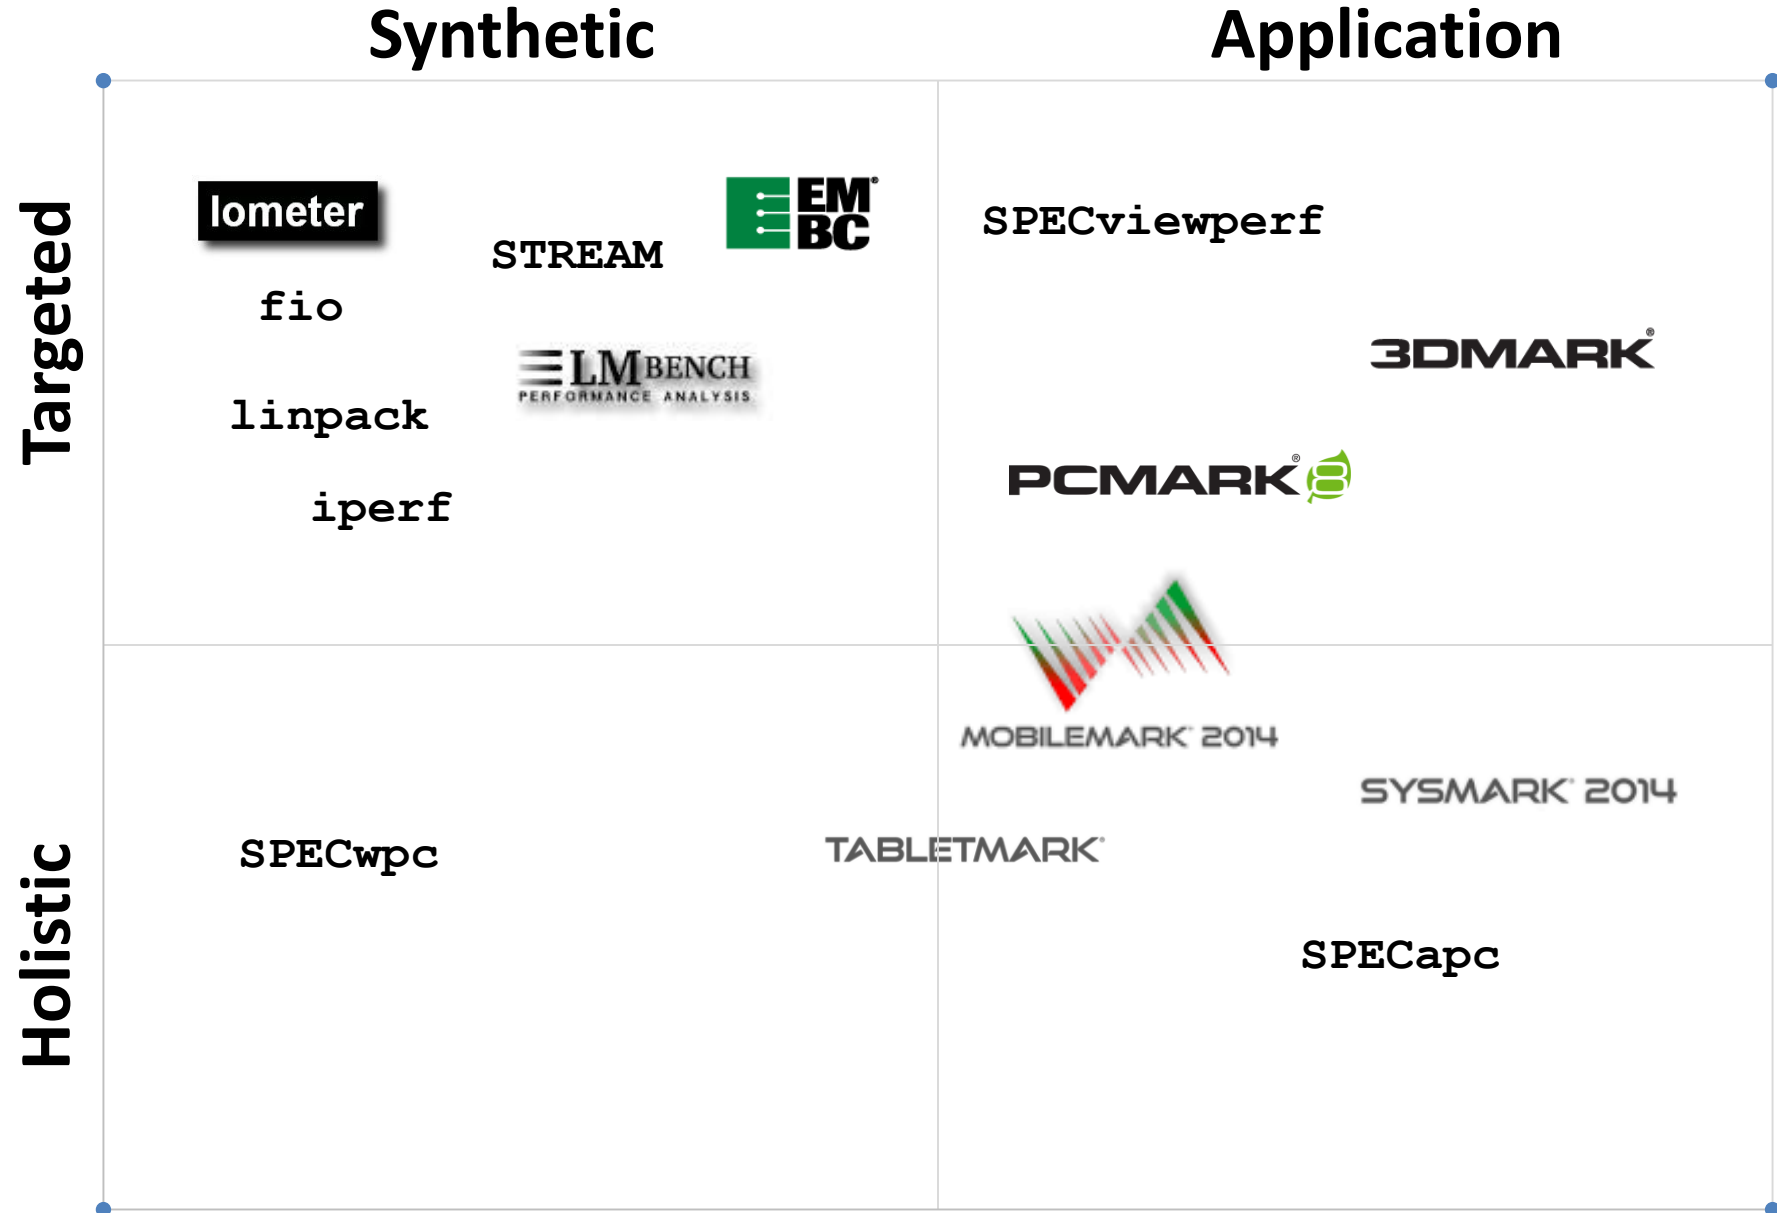 Synthetic
Application
Targeted
Iometer
EM
BC®
STREAM
fio
LMBENCH
PERFORMANCE ANALYSIS
linpack
iperf
SPECviewperf
3DMARK®
PCMARK® 8
MOBILEMARK® 2014
SYSMARK® 2014
Holistic
SPECwpc
TABLETMARK®
SPECapc